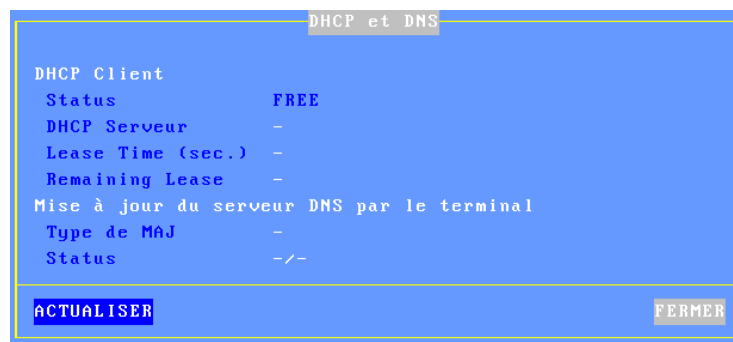 DHCP et DNS
DHCP Client
Status FREE
DHCP Serveur -
Lease Time (sec.) -
Remaining Lease -
Mise à jour du serveur DNS par le terminal
Type de MAJ -
Status -/-
ACTUALISER FERMER